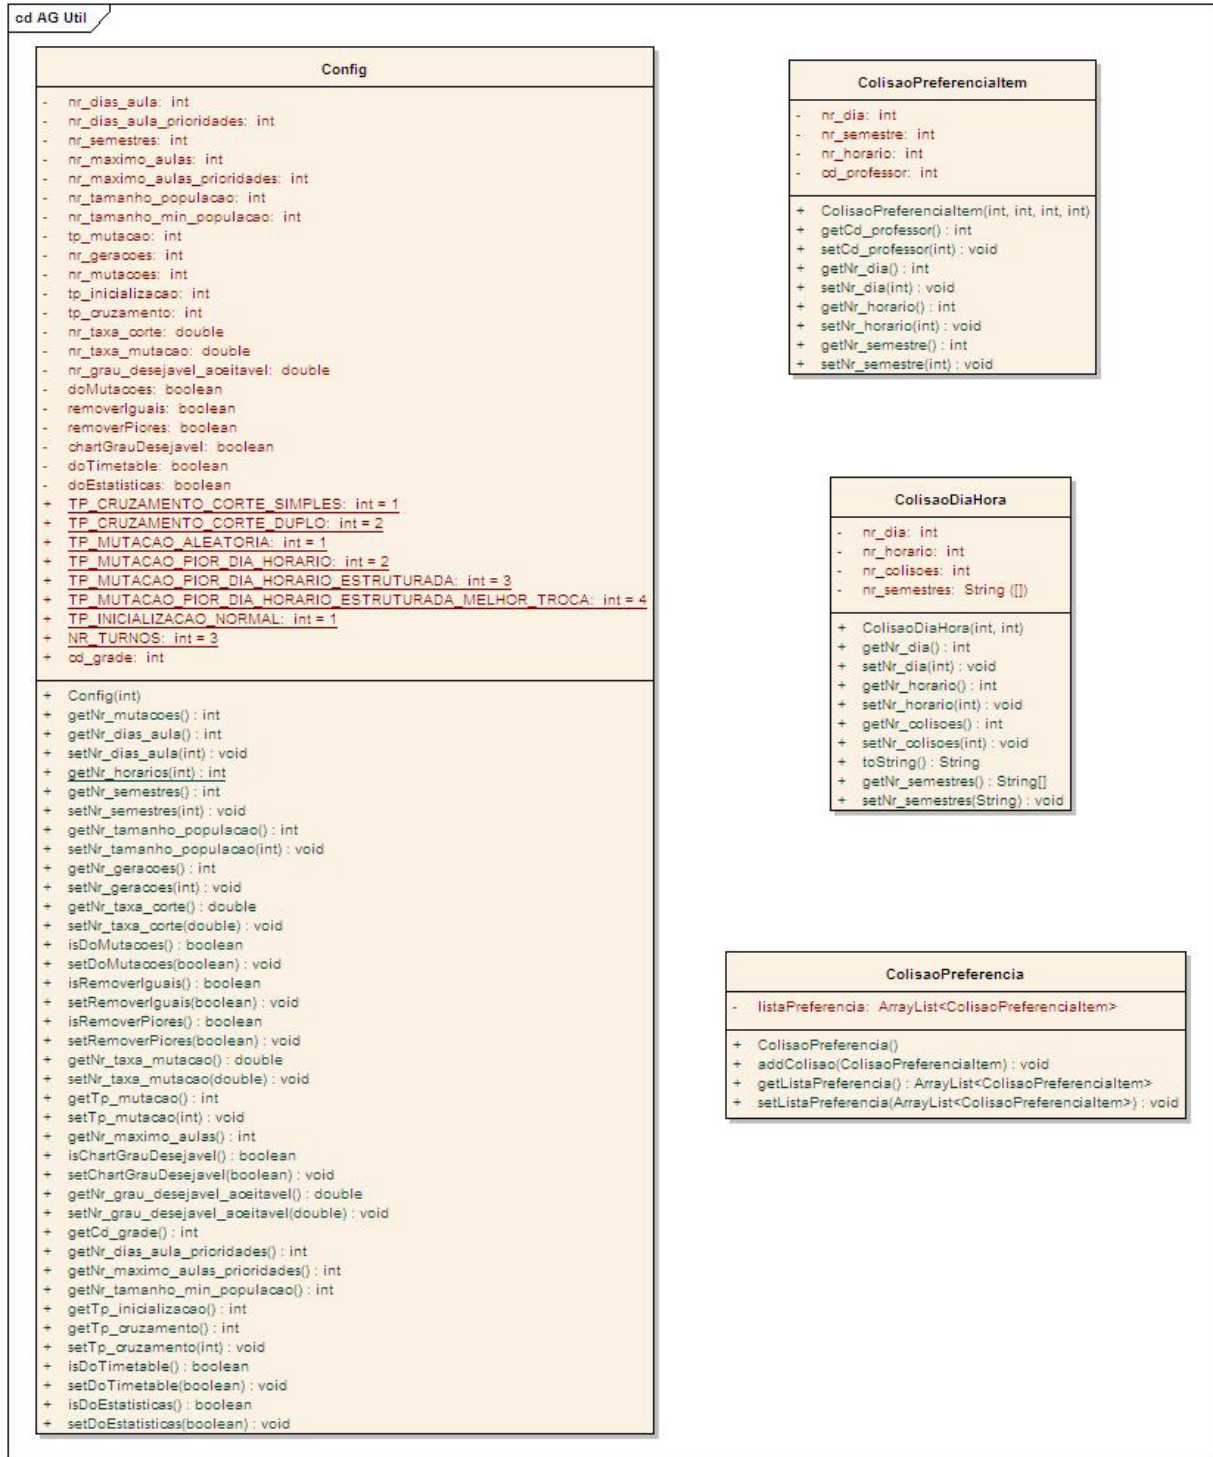 cd AG Util
Config
- nr_dias_aula: int
- nr_dias_aula_prioridades: int
- nr_semestres: int
- nr_maximo_aulas: int
- nr_maximo_aulas_prioridades: int
- nr_tamanho_populacao: int
- nr_tamanho_min_populacao: int
- tp_mutacao: int
- nr_geracoes: int
- nr_mutacoes: int
- tp_inicializacao: int
- tp_cruzamento: int
- nr_taxa_corte: double
- nr_taxa_mutacao: double
- nr_grau_desejavel_aceitavel: double
- doMutacoes: boolean
- removerIguais: boolean
- removerPiores: boolean
- chartGrauDesejavel: boolean
- doTimetable: boolean
- doEstatisticas: boolean
+ TP_CRUZAMENTO_CORTE_SIMPLES: int = 1
+ TP_CRUZAMENTO_CORTE_DUPLO: int = 2
+ TP_MUTACAO_ALEATORIA: int = 1
+ TP_MUTACAO_PIOR_DIA_HORARIO: int = 2
+ TP_MUTACAO_PIOR_DIA_HORARIO_ESTRUTURADA: int = 3
+ TP_MUTACAO_PIOR_DIA_HORARIO_ESTRUTURADA_MELHOR_TROCA: int = 4
+ TP_INICIALIZACAO_NORMAL: int = 1
+ NR_TURNOS: int = 3
+ cd_grade: int
+ Config(int)
+ getNr_mutacoes() : int
+ getNr_dias_aula() : int
+ setNr_dias_aula(int) : void
+ getNr_horarios(int) : int
+ getNr_semestres() : int
+ setNr_semestres(int) : void
+ getNr_tamanho_populacao() : int
+ setNr_tamanho_populacao(int) : void
+ getNr_geracoes() : int
+ setNr_geracoes(int) : void
+ getNr_taxa_corte() : double
+ setNr_taxa_corte(double) : void
+ isDoMutacoes() : boolean
+ setDoMutacoes(boolean) : void
+ isRemoverIguais() : boolean
+ setRemoverIguais(boolean) : void
+ isRemoverPiores() : boolean
+ setRemoverPiores(boolean) : void
+ getNr_taxa_mutacao() : double
+ setNr_taxa_mutacao(double) : void
+ getTp_mutacao() : int
+ setTp_mutacao(int) : void
+ getNr_maximo_aulas() : int
+ isChartGrauDesejavel() : boolean
+ setChartGrauDesejavel(boolean) : void
+ getNr_grau_desejavel_aceitavel() : double
+ setNr_grau_desejavel_aceitavel(double) : void
+ getCd_grade() : int
+ getNr_dias_aula_prioridades() : int
+ getNr_maximo_aulas_prioridades() : int
+ getNr_tamanho_min_populacao() : int
+ getTp_inicializacao() : int
+ getTp_cruzamento() : int
+ setTp_cruzamento(int) : void
+ isDoTimetable() : boolean
+ setDoTimetable(boolean) : void
+ isDoEstatisticas() : boolean
+ setDoEstatisticas(boolean) : void
ColisaoPreferenciaItem
- nr_dia: int
- nr_semestre: int
- nr_horario: int
- cd_professor: int
+ ColisaoPreferenciaItem(int, int, int, int)
+ getCd_professor() : int
+ setCd_professor(int) : void
+ getNr_dia() : int
+ setNr_dia(int) : void
+ getNr_horario() : int
+ setNr_horario(int) : void
+ getNr_semestre() : int
+ setNr_semestre(int) : void
ColisaoDiaHora
- nr_dia: int
- nr_horario: int
- nr_colisoes: int
- nr_semestres: String ([])
+ ColisaoDiaHora(int, int)
+ getNr_dia() : int
+ setNr_dia(int) : void
+ getNr_horario() : int
+ setNr_horario(int) : void
+ getNr_colisoes() : int
+ setNr_colisoes(int) : void
+ toString() : String
+ getNr_semestres() : String[]
+ setNr_semestres(String) : void
ColisaoPreferencia
- listaPreferencia: ArrayList<ColisaoPreferenciaItem>
+ ColisaoPreferencia()
+ addColisao(ColisaoPreferenciaItem) : void
+ getListaPreferencia() : ArrayList<ColisaoPreferenciaItem>
+ setListaPreferencia(ArrayList<ColisaoPreferenciaItem>) : void